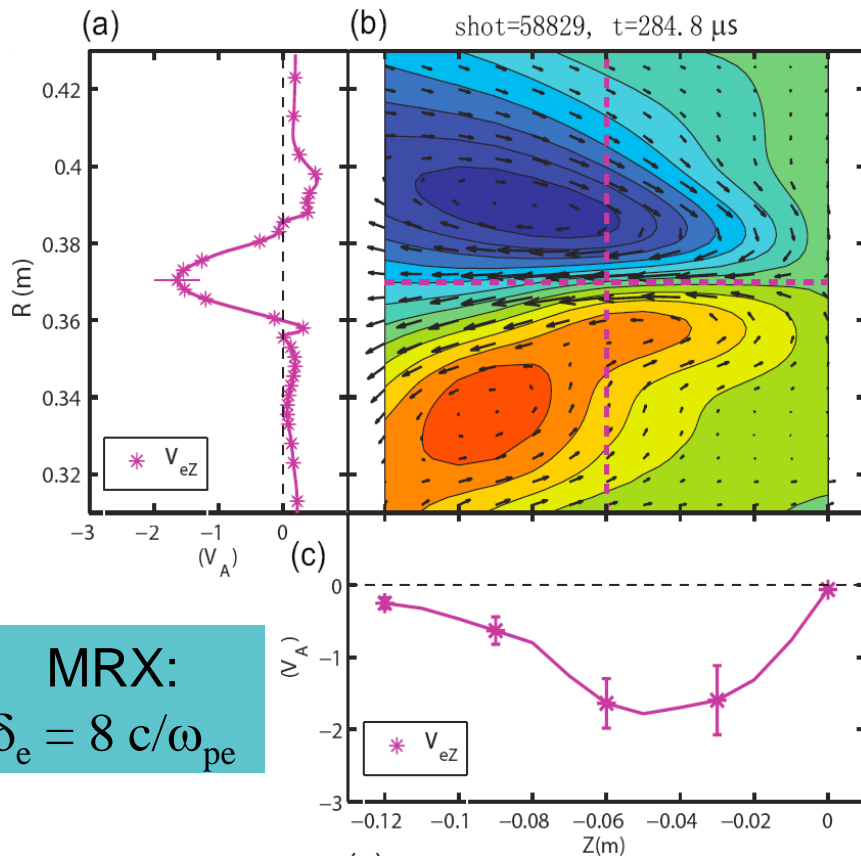 (a)
(b)
shot=58829, t=284.8 μs
0.42
0.4
0.38
0.36
0.34
0.32
R (m)
V_eZ
−3 −2 −1 0
(V_A)
(c)
0
−1
−2
−3
(V_A)
V_eZ
−0.12 −0.1 −0.08 −0.06 −0.04 −0.02 0
Z(m)
MRX:
δ_e = 8 c/ω_pe